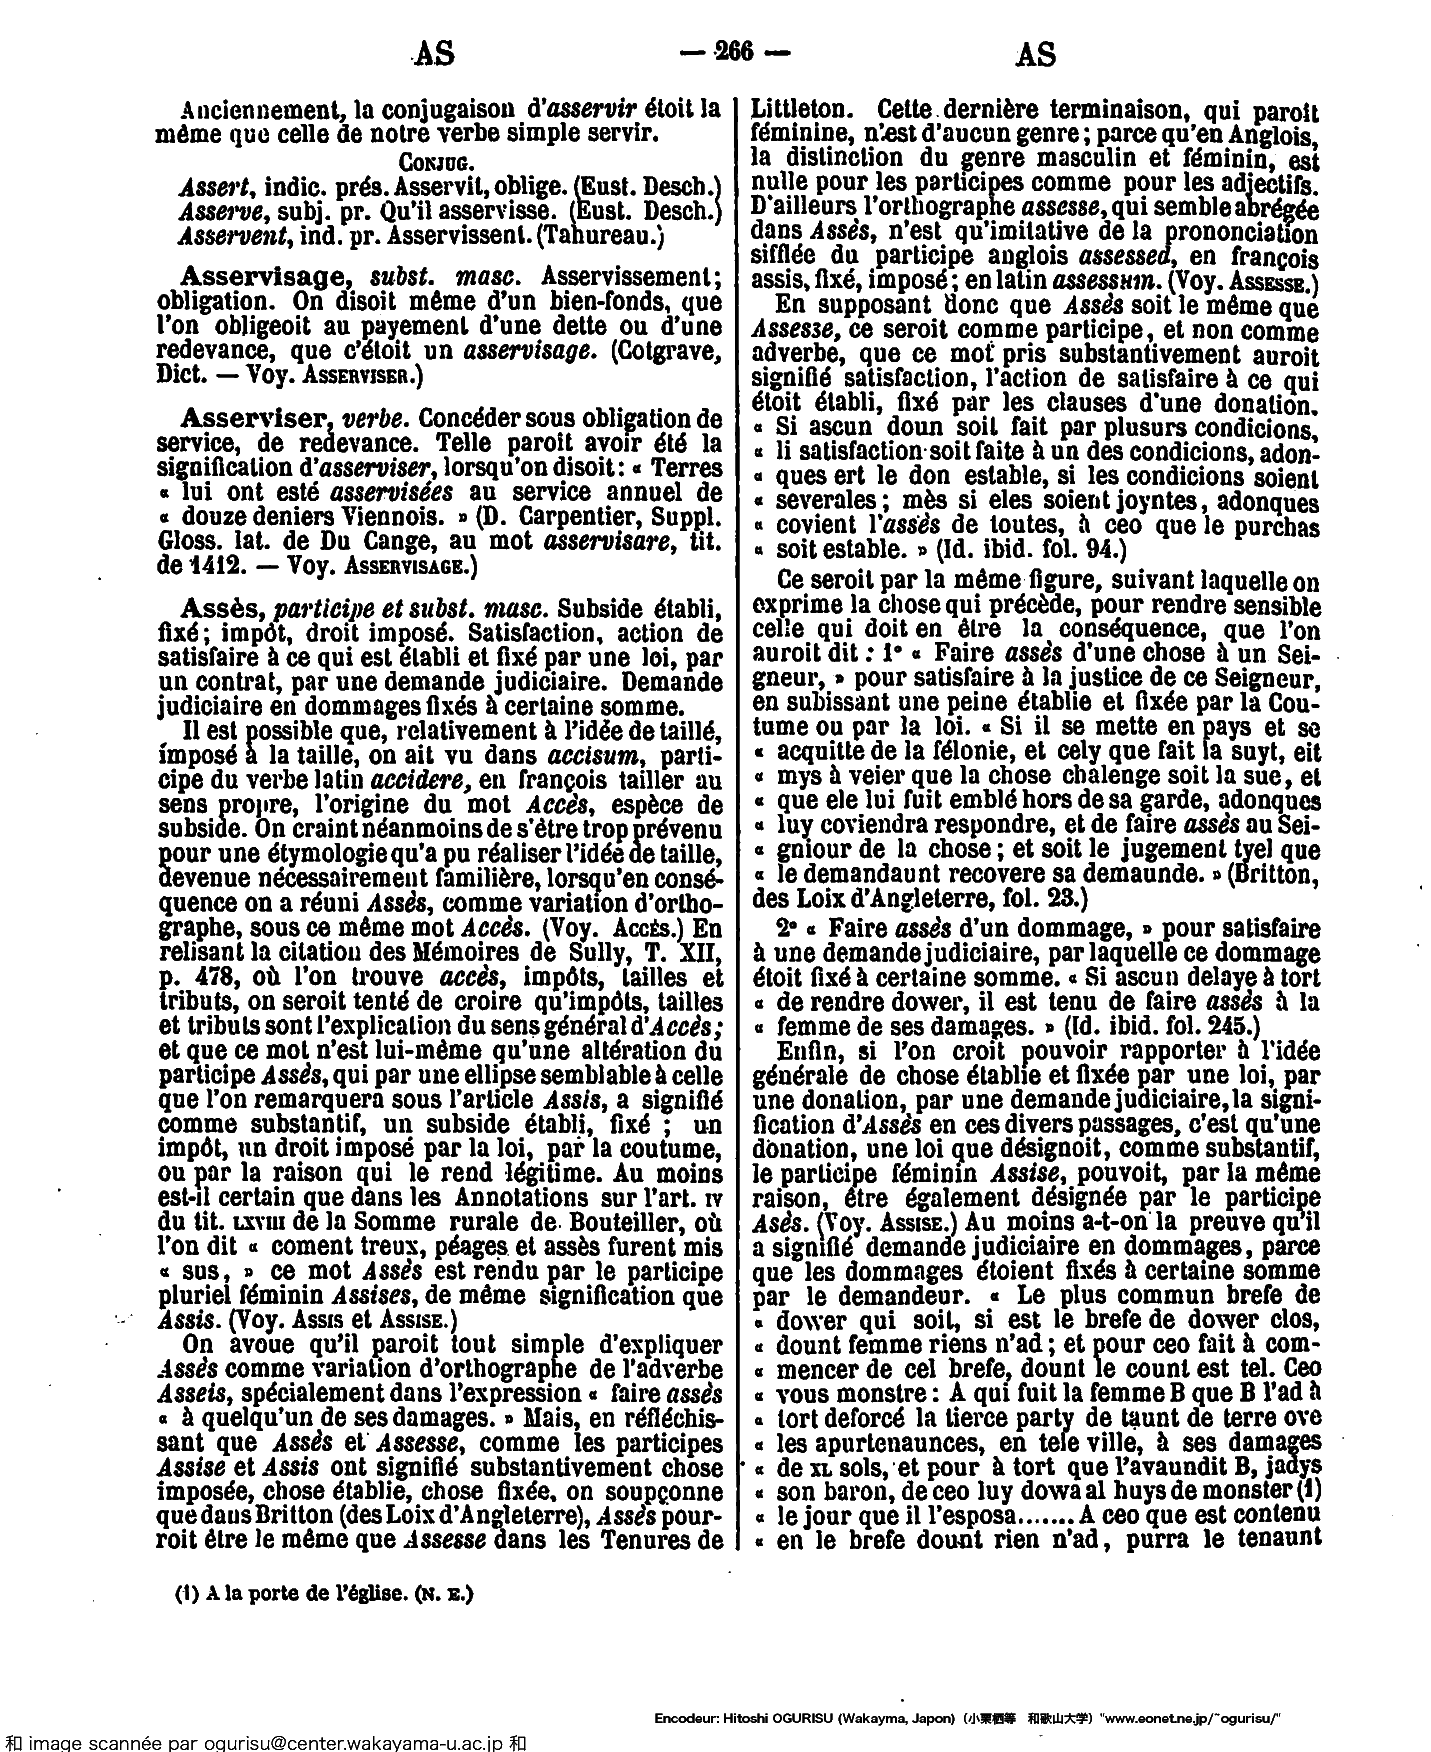 AS — 266 — AS
Anciennement, la conjugaison d'asservir étoit la
même que celle de notre verbe simple servir.
CONJUG.
Assert, indic. prés. Asservit, oblige. (Eust. Desch.)
Asserve, subj. pr. Qu'il asservisse. (Eust. Desch.)
Asservent, ind. pr. Asservissent. (Tahureau.)
Asservisage, subst. masc. Asservissement;
obligation. On disoit même d'un bien-fonds, que
l'on obligeoit au payement d'une dette ou d'une
redevance, que c'étoit un asservisage. (Cotgrave,
Dict. — Voy. ASSERVISER.)
Asserviser, verbe. Concéder sous obligation de
service, de redevance. Telle paroit avoir été la
signification d'asserviser, lorsqu'on disoit: « Terres
« lui ont esté asservisées au service annuel de
« douze deniers Viennois. » (D. Carpentier, Suppl.
Gloss. lat. de Du Cange, au mot asservisare, tit.
de 1412. — Voy. ASSERVISAGE.)
Assès, participe et subst. masc. Subside établi,
fixé; impôt, droit imposé. Satisfaction, action de
satisfaire à ce qui est établi et fixé par une loi, par
un contrat, par une demande judiciaire. Demande
judiciaire en dommages fixés à certaine somme.
Il est possible que, relativement à l'idée de taillé,
imposé à la taille, on ait vu dans accisum, parti-
cipe du verbe latin accidere, en françois tailler au
sens propre, l'origine du mot Accès, espèce de
subside. On craint néanmoins de s'être trop prévenu
pour une étymologie qu'a pu réaliser l'idée de taille,
devenue nécessairement familière, lorsqu'en consé-
quence on a réuni Assès, comme variation d'ortho-
graphe, sous ce même mot Accès. (Voy. ACCÈS.) En
relisant la citation des Mémoires de Sully, T. XII,
p. 478, où l'on trouve accès, impôts, tailles et
tributs, on seroit tenté de croire qu'impôts, tailles
et tributs sont l'explication du sens général d'Accès;
et que ce mot n'est lui-même qu'une altération du
participe Assès, qui par une ellipse semblable à celle
que l'on remarquera sous l'article Assis, a signifié
comme substantif, un subside établi, fixé; un
impôt, un droit imposé par la loi, par la coutume,
ou par la raison qui le rend légitime. Au moins
est-il certain que dans les Annotations sur l'art. IV
du tit. LXVIII de la Somme rurale de Bouteiller, où
l'on dit « coment treux, péages et assès furent mis
« sus, » ce mot Assès est rendu par le participe
pluriel féminin Assises, de même signification que
Assis. (Voy. ASSIS et ASSISE.)
On avoue qu'il paroit tout simple d'expliquer
Assès comme variation d'orthographe de l'adverbe
Asseis, spécialement dans l'expression « faire assès
« à quelqu'un de ses damages. » Mais, en réfléchis-
sant que Assès et Assesse, comme les participes
Assise et Assis ont signifié substantivement chose
imposée, chose établie, chose fixée, on soupçonne
que dans Britton (des Loix d'Angleterre), Assès pour-
roit être le même que Assesse dans les Tenures de
Littleton. Cette dernière terminaison, qui paroit
féminine, n'est d'aucun genre; parce qu'en Anglois,
la distinction du genre masculin et féminin, est
nulle pour les participes comme pour les adjectifs.
D'ailleurs l'orthographe assesse, qui semble abrégée
dans Assès, n'est qu'imitative de la prononciation
sifflée du participe anglois assessed, en françois
assis, fixé, imposé; en latin assessum. (Voy. ASSESSE.)
En supposant donc que Assès soit le même que
Assesse, ce seroit comme participe, et non comme
adverbe, que ce mot pris substantivement auroit
signifié satisfaction, l'action de satisfaire à ce qui
étoit établi, fixé par les clauses d'une donation.
« Si ascun doun soit fait par plusurs condicions,
« li satisfaction soit faite à un des condicions, adon-
« ques ert le don estable, si les condicions soient
« severales; mès si eles soient joyntes, adonques
« covient l'assès de toutes, à ceo que le purchas
« soit estable. » (Id. ibid. fol. 94.)
Ce seroit par la même figure, suivant laquelle on
exprime la chose qui précède, pour rendre sensible
celle qui doit en être la conséquence, que l'on
auroit dit : 1° « Faire assès d'une chose à un Sei-
gneur, » pour satisfaire à la justice de ce Seigneur,
en subissant une peine établie et fixée par la Cou-
tume ou par la loi. « Si il se mette en pays et se
« acquitte de la félonie, et cely que fait la suyt, eit
« mys à veier que la chose chalenge soit la sue, et
« que ele lui fuit emblé hors de sa garde, adonques
« luy coviendra respondre, et de faire assès au Sei-
« gniour de la chose; et soit le jugement tyel que
« le demandaunt recovere sa demaunde. » (Britton,
des Loix d'Angleterre, fol. 23.)
2° « Faire assès d'un dommage, » pour satisfaire
à une demande judiciaire, par laquelle ce dommage
étoit fixé à certaine somme. « Si ascun delaye à tort
« de rendre dower, il est tenu de faire assès à la
« femme de ses damages. » (Id. ibid. fol. 245.)
Enfin, si l'on croit pouvoir rapporter à l'idée
générale de chose établie et fixée par une loi, par
une donation, par une demande judiciaire, la signi-
fication d'Assès en ces divers passages, c'est qu'une
donation, une loi que désignoit, comme substantif,
le participe féminin Assise, pouvoit, par la même
raison, être également désignée par le participe
Asès. (Voy. ASSISE.) Au moins a-t-on la preuve qu'il
a signifié demande judiciaire en dommages, parce
que les dommages étoient fixés à certaine somme
par le demandeur. « Le plus commun brefe de
« dower qui soit, si est le brefe de dower clos,
« dount femme riens n'ad; et pour ceo fait à com-
« mencer de cel brefe, dount le count est tel. Ceo
« vous monstre: A qui fuit la femme B que B l'ad à
« tort deforcé la tierce party de taunt de terre ove
« les apurtenaunces, en tele ville, à ses damages
« de XL sols, et pour à tort que l'avaundit B, jadys
« son baron, de ceo luy dowa al huys de monster (1)
« le jour que il l'esposa....... A ceo que est contenu
« en le brefe dount rien n'ad, purra le tenaunt
(1) A la porte de l'église. (N. E.)
Encodeur: Hitoshi OGURISU (Wakayma, Japon) (小栗栖等 和歌山大学) "www.eonet.ne.jp/~ogurisu/"
和 image scannée par ogurisu@center.wakayama-u.ac.jp 和